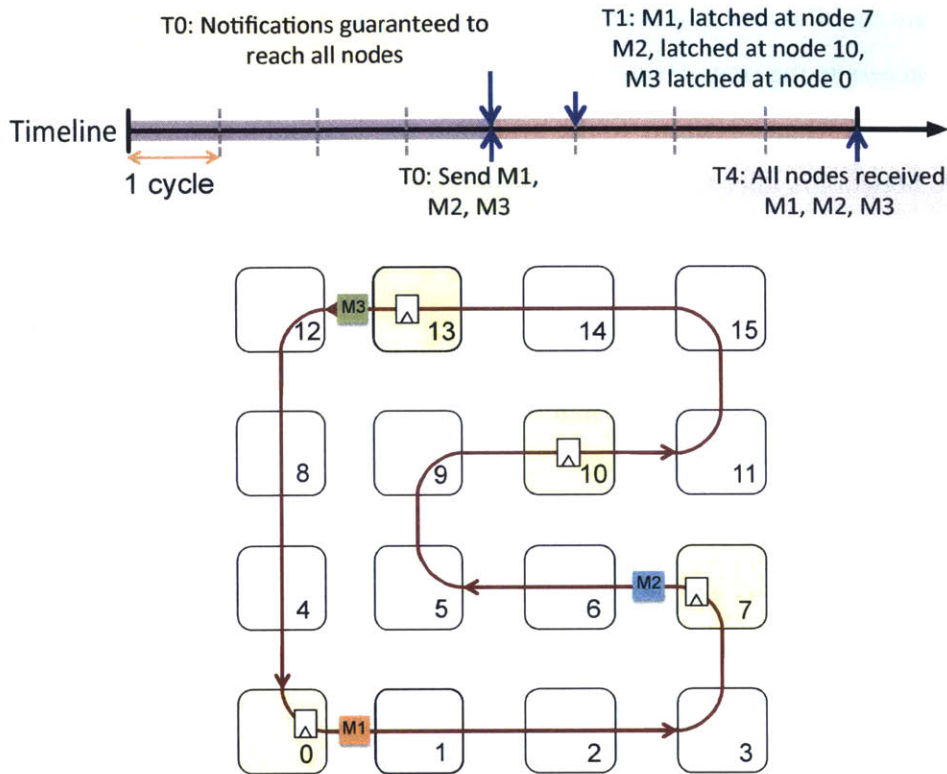 T0: Notifications guaranteed to
reach all nodes
T1: M1, latched at node 7
M2, latched at node 10,
M3 latched at node 0
Timeline
1 cycle
T0: Send M1,
M2, M3
T4: All nodes received
M1, M2, M3
M3
12
13
14
15
8
9
10
11
M2
4
5
6
7
M1
0
1
2
3